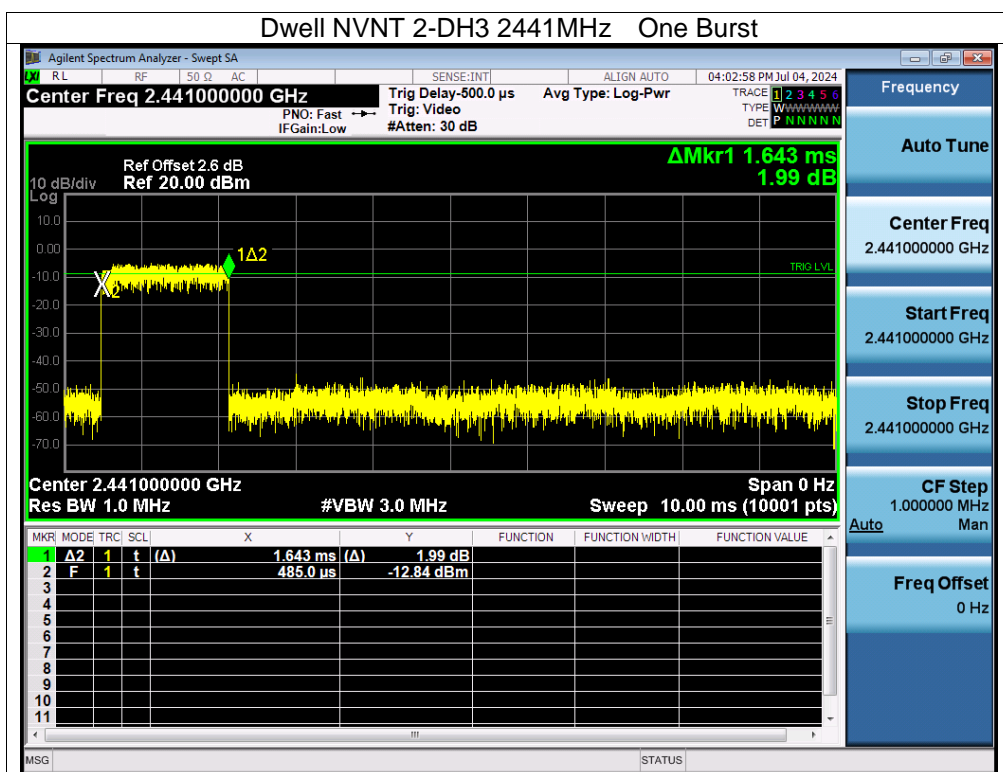 Dwell NVNT 2-DH3 2441MHz One Burst
Agilent Spectrum Analyzer - Swept SA
LXI RL RF 50 Ω AC SENSE:INT ALIGN AUTO 04:02:58 PM Jul 04, 2024
Center Freq 2.441000000 GHz Trig Delay-500.0 µs Avg Type: Log-Pwr TRACE 1 2 3 4 5 6
PNO: Fast Trig: Video TYPE WWWWWWW
IFGain:Low #Atten: 30 dB DET P N N N N N
ΔMkr1 1.643 ms
1.99 dB
Ref Offset 2.6 dB
10 dB/div Ref 20.00 dBm
Log
10.0
0.00
-10.0
-20.0
-30.0
-40.0
-50.0
-60.0
-70.0
1Δ2
2
TRIG LVL
Center 2.441000000 GHz Span 0 Hz
Res BW 1.0 MHz #VBW 3.0 MHz Sweep 10.00 ms (10001 pts)
MKR MODE TRC SCL X Y FUNCTION FUNCTION WIDTH FUNCTION VALUE
1 Δ2 1 t (Δ) 1.643 ms (Δ) 1.99 dB
2 F 1 t 485.0 µs -12.84 dBm
3
4
5
6
7
8
9
10
11
MSG STATUS
Frequency
Auto Tune
Center Freq
2.441000000 GHz
Start Freq
2.441000000 GHz
Stop Freq
2.441000000 GHz
CF Step
1.000000 MHz
Auto Man
Freq Offset
0 Hz